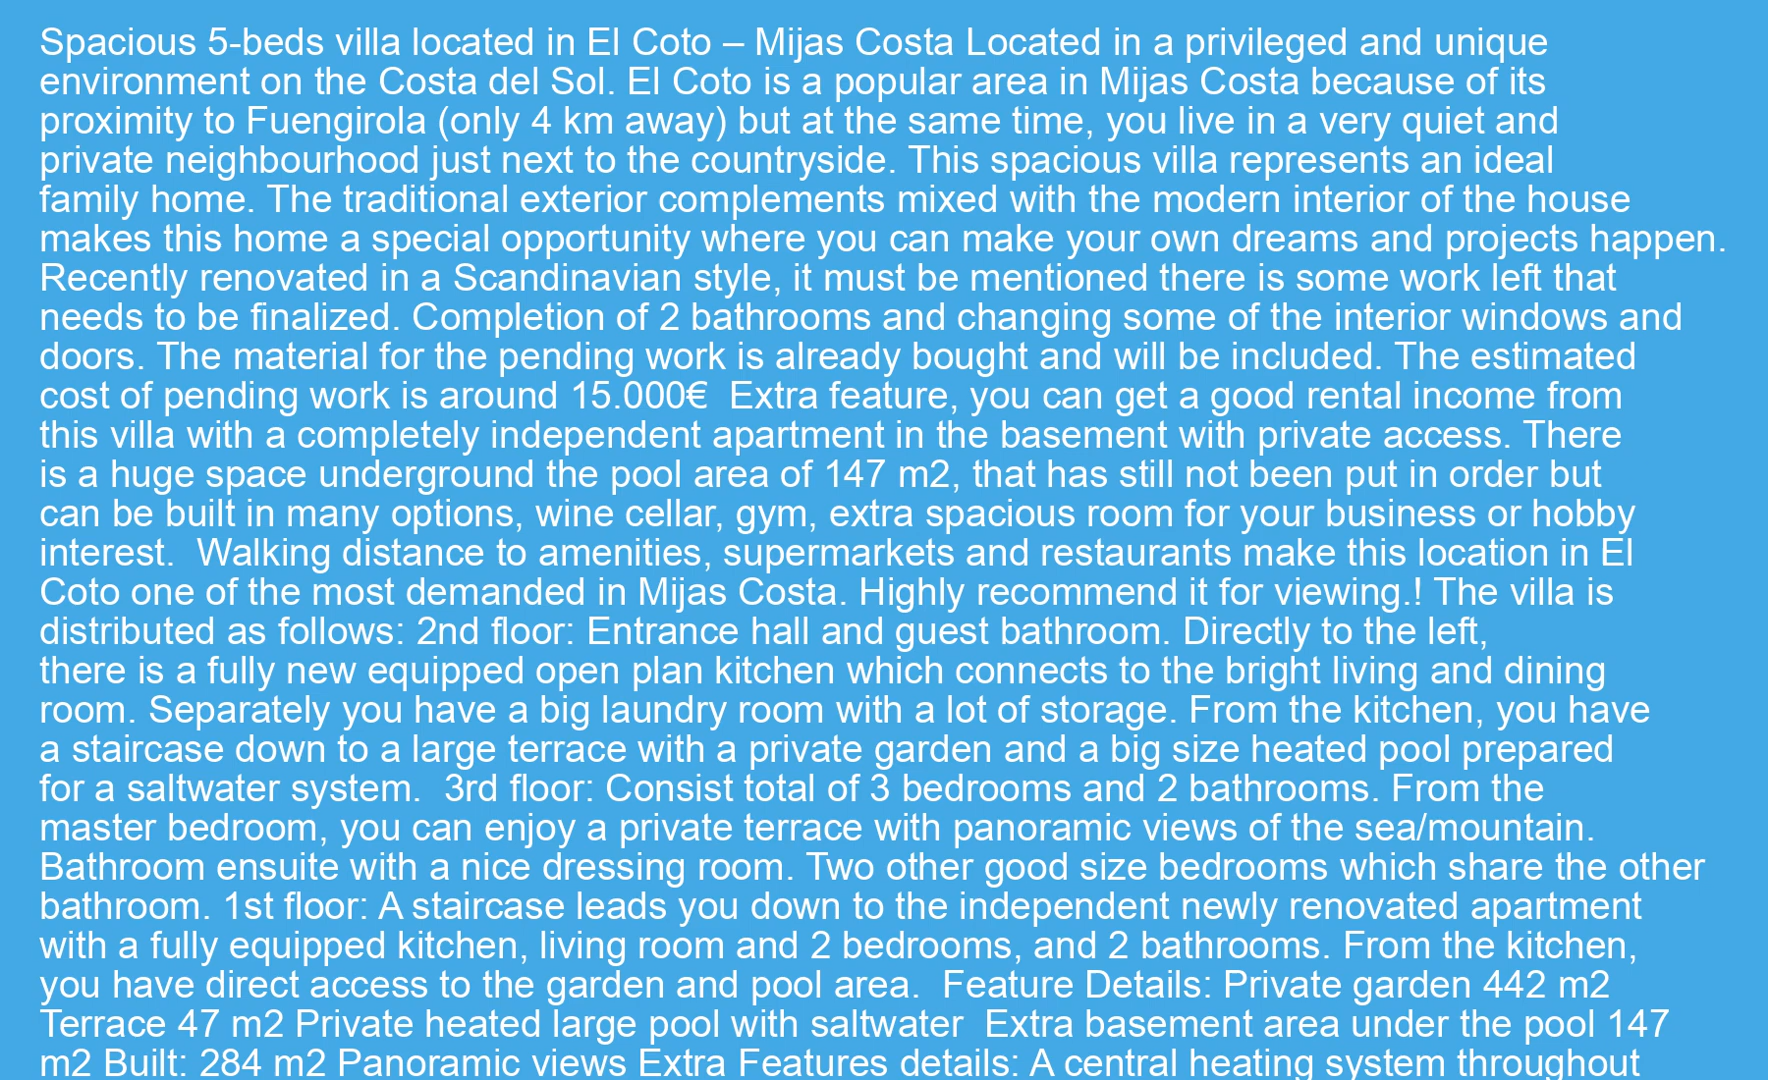 Spacious 5-beds villa located in El Coto – Mijas Costa Located in a privileged and unique
environment on the Costa del Sol. El Coto is a popular area in Mijas Costa because of its
proximity to Fuengirola (only 4 km away) but at the same time, you live in a very quiet and
private neighbourhood just next to the countryside. This spacious villa represents an ideal
family home. The traditional exterior complements mixed with the modern interior of the house
makes this home a special opportunity where you can make your own dreams and projects happen.
Recently renovated in a Scandinavian style, it must be mentioned there is some work left that
needs to be finalized. Completion of 2 bathrooms and changing some of the interior windows and
doors. The material for the pending work is already bought and will be included. The estimated
cost of pending work is around 15.000€  Extra feature, you can get a good rental income from
this villa with a completely independent apartment in the basement with private access. There
is a huge space underground the pool area of 147 m2, that has still not been put in order but
can be built in many options, wine cellar, gym, extra spacious room for your business or hobby
interest.  Walking distance to amenities, supermarkets and restaurants make this location in El
Coto one of the most demanded in Mijas Costa. Highly recommend it for viewing.! The villa is
distributed as follows: 2nd floor: Entrance hall and guest bathroom. Directly to the left,
there is a fully new equipped open plan kitchen which connects to the bright living and dining
room. Separately you have a big laundry room with a lot of storage. From the kitchen, you have
a staircase down to a large terrace with a private garden and a big size heated pool prepared
for a saltwater system.  3rd floor: Consist total of 3 bedrooms and 2 bathrooms. From the
master bedroom, you can enjoy a private terrace with panoramic views of the sea/mountain.
Bathroom ensuite with a nice dressing room. Two other good size bedrooms which share the other
bathroom. 1st floor: A staircase leads you down to the independent newly renovated apartment
with a fully equipped kitchen, living room and 2 bedrooms, and 2 bathrooms. From the kitchen,
you have direct access to the garden and pool area.  Feature Details: Private garden 442 m2
Terrace 47 m2 Private heated large pool with saltwater  Extra basement area under the pool 147
m2 Built: 284 m2 Panoramic views Extra Features details: A central heating system throughout